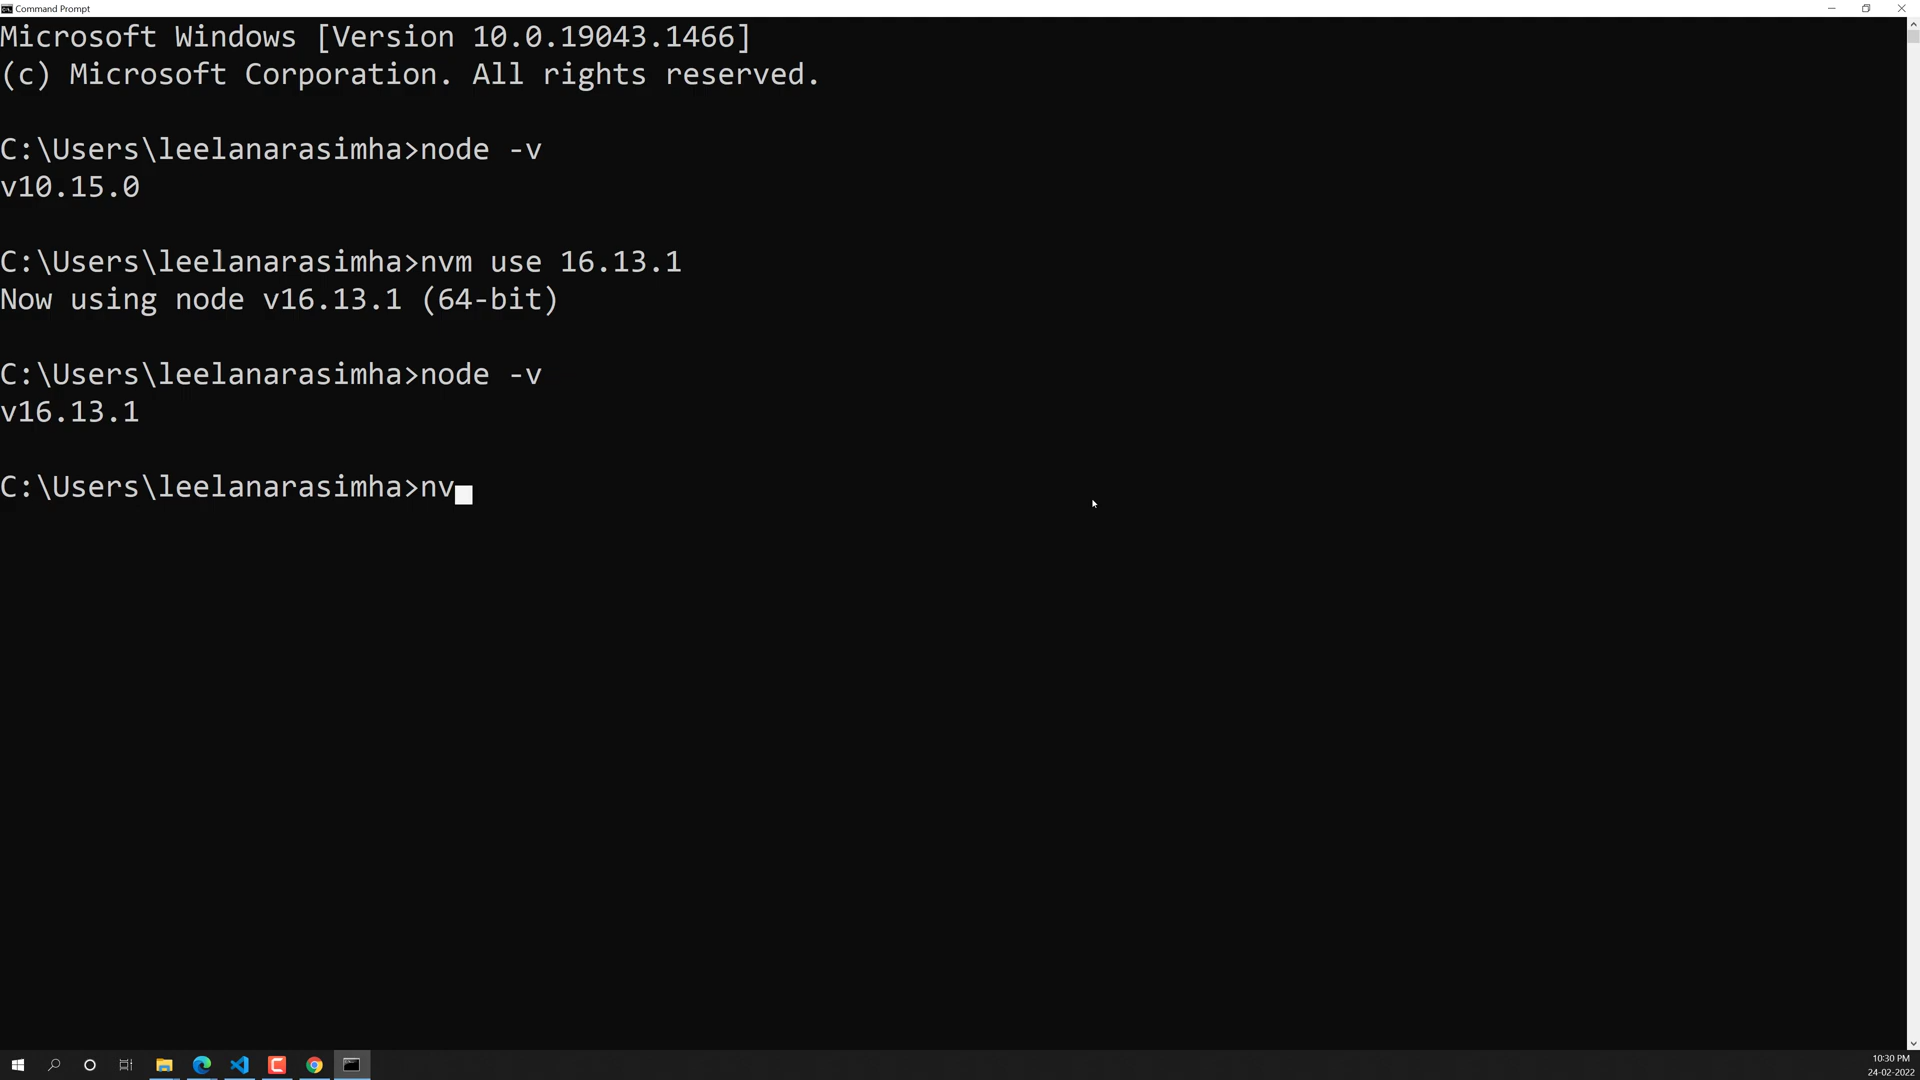 Command Prompt
Microsoft Windows [Version 10.0.19043.1466]
(c) Microsoft Corporation. All rights reserved.
C:\Users\leelanarasimha>node -v
v10.15.0
C:\Users\leelanarasimha>nvm use 16.13.1
Now using node v16.13.1 (64-bit)
C:\Users\leelanarasimha>node -v
v16.13.1
C:\Users\leelanarasimha>nv
10:30 PM
24-02-2022